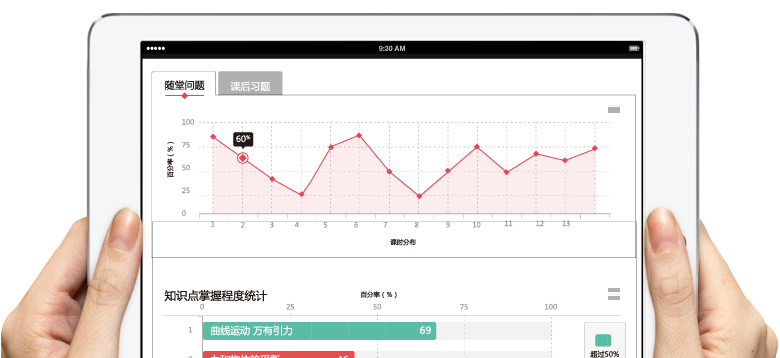 9:30 AM
随堂问题 课后习题
100
75
50
25
0
百分率(%)
60%
1 2 3 4 5 6 7 8 9 10 11 12 13
课时分布
知识点掌握程度统计 百分率(%)
0 25 50 75 100
1 曲线运动 万有引力 69
超过50%